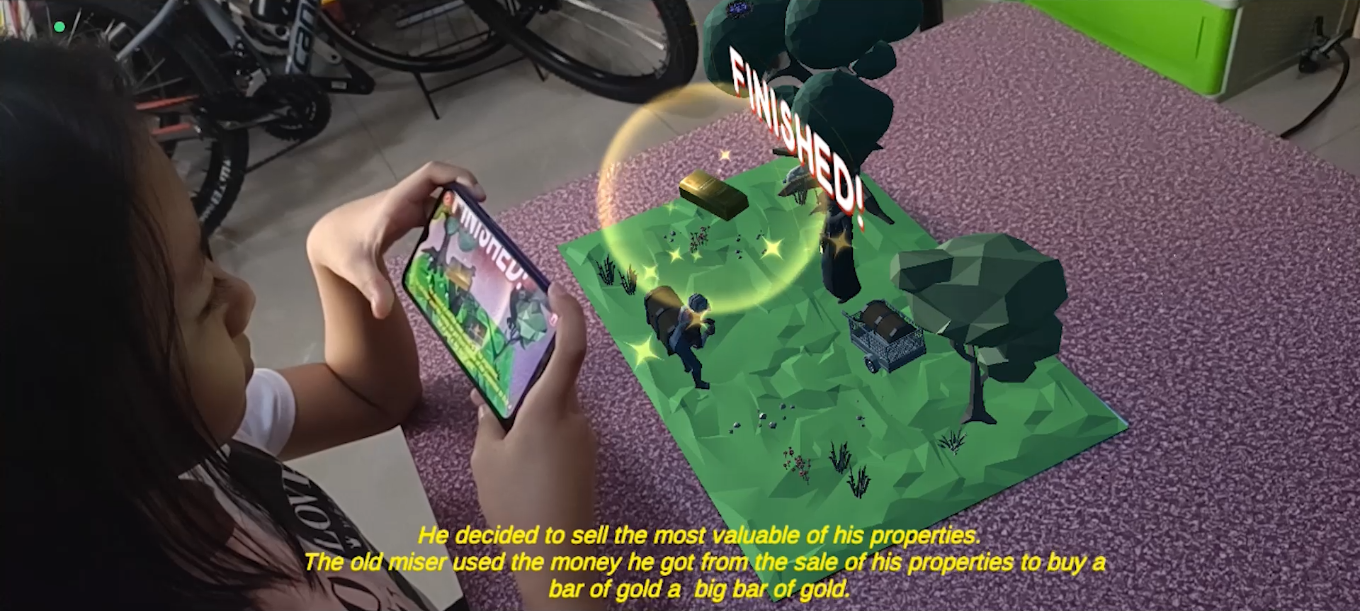 FINISHED!
FINISHED!
He decided to sell the most valuable of his properties.
The old miser used the money he got from the sale of his properties to buy a
bar of gold a  big bar of gold.